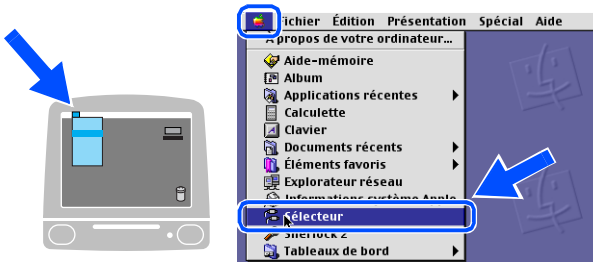 Fichier Édition Présentation Spécial Aide
A propos de votre ordinateur...
Aide-mémoire
Album
Applications récentes
Calculette
Clavier
Documents récents
Éléments favoris
Explorateur réseau
Informations système Apple
Sélecteur
Sherlock 2
Tableaux de bord